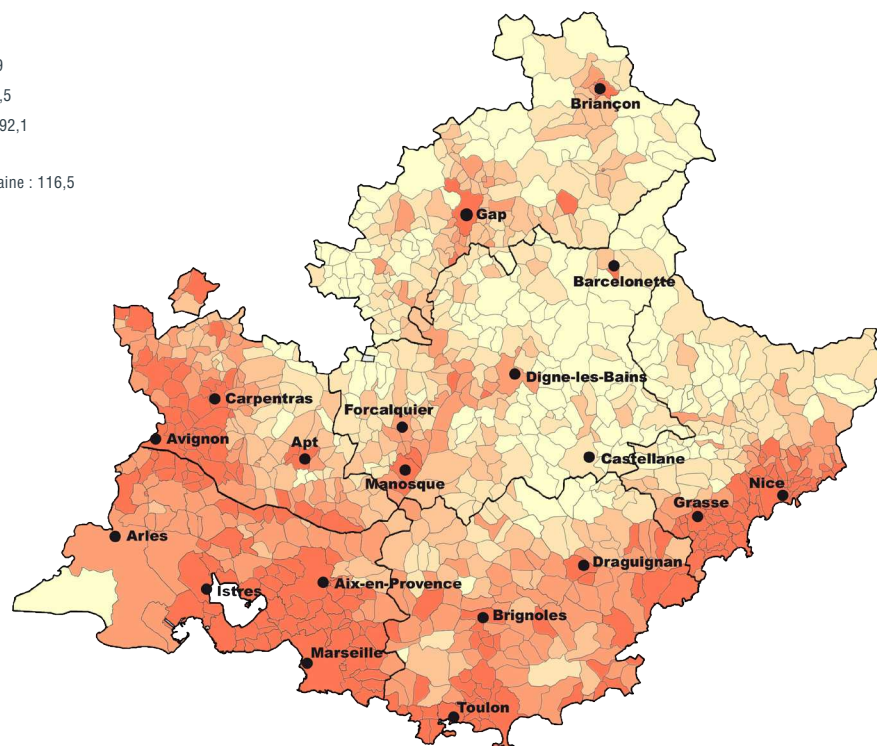 9
,5
92,1
aine : 116,5
Briançon
Gap
Barcelonette
Digne-les-Bains
Carpentras
Forcalquier
Avignon
Apt
Manosque
Castellane
Nice
Grasse
Arles
Draguignan
Istres
Aix-en-Provence
Brignoles
Marseille
Toulon